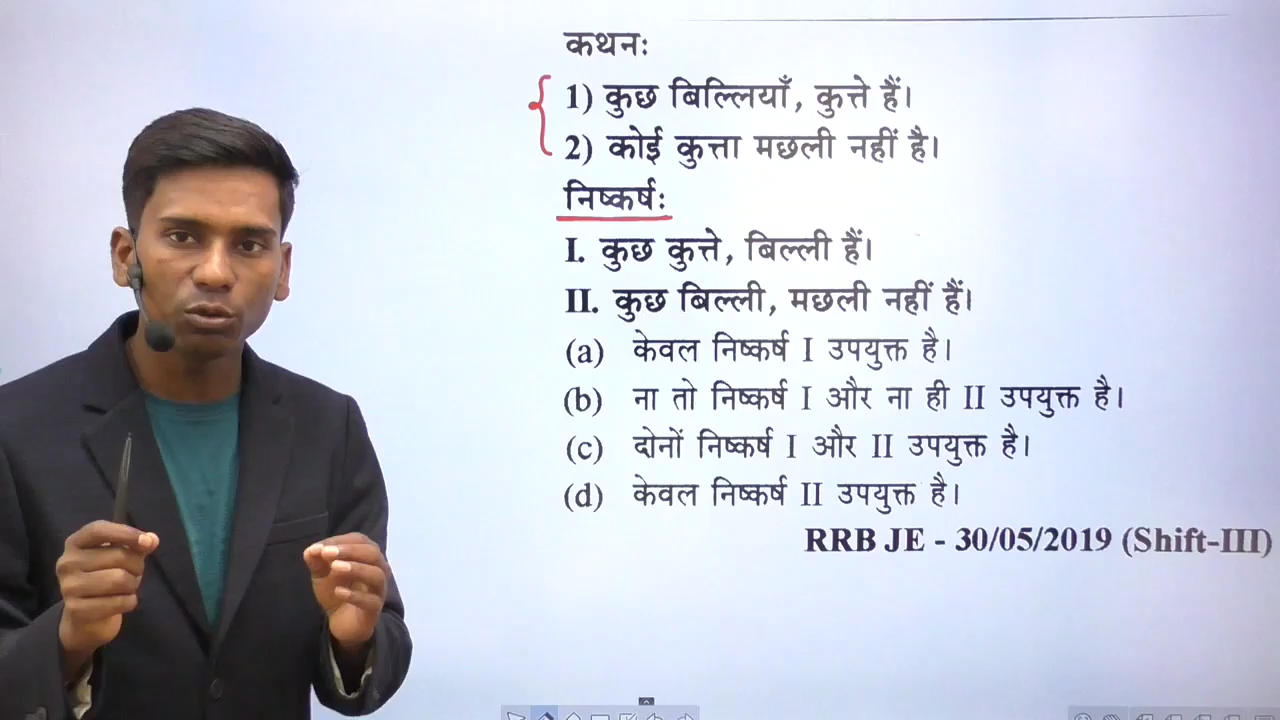 कथनः
1) कुछ बिल्लियाँ, कुत्ते हैं।
2) कोई कुत्ता मछली नहीं है।
निष्कर्षः
I. कुछ कुत्ते, बिल्ली हैं।
II. कुछ बिल्ली, मछली नहीं हैं।
(a) केवल निष्कर्ष I उपयुक्त है।
(b) ना तो निष्कर्ष I और ना ही II उपयुक्त है।
(c) दोनों निष्कर्ष I और II उपयुक्त है।
(d) केवल निष्कर्ष II उपयुक्त है।
RRB JE - 30/05/2019 (Shift-III)